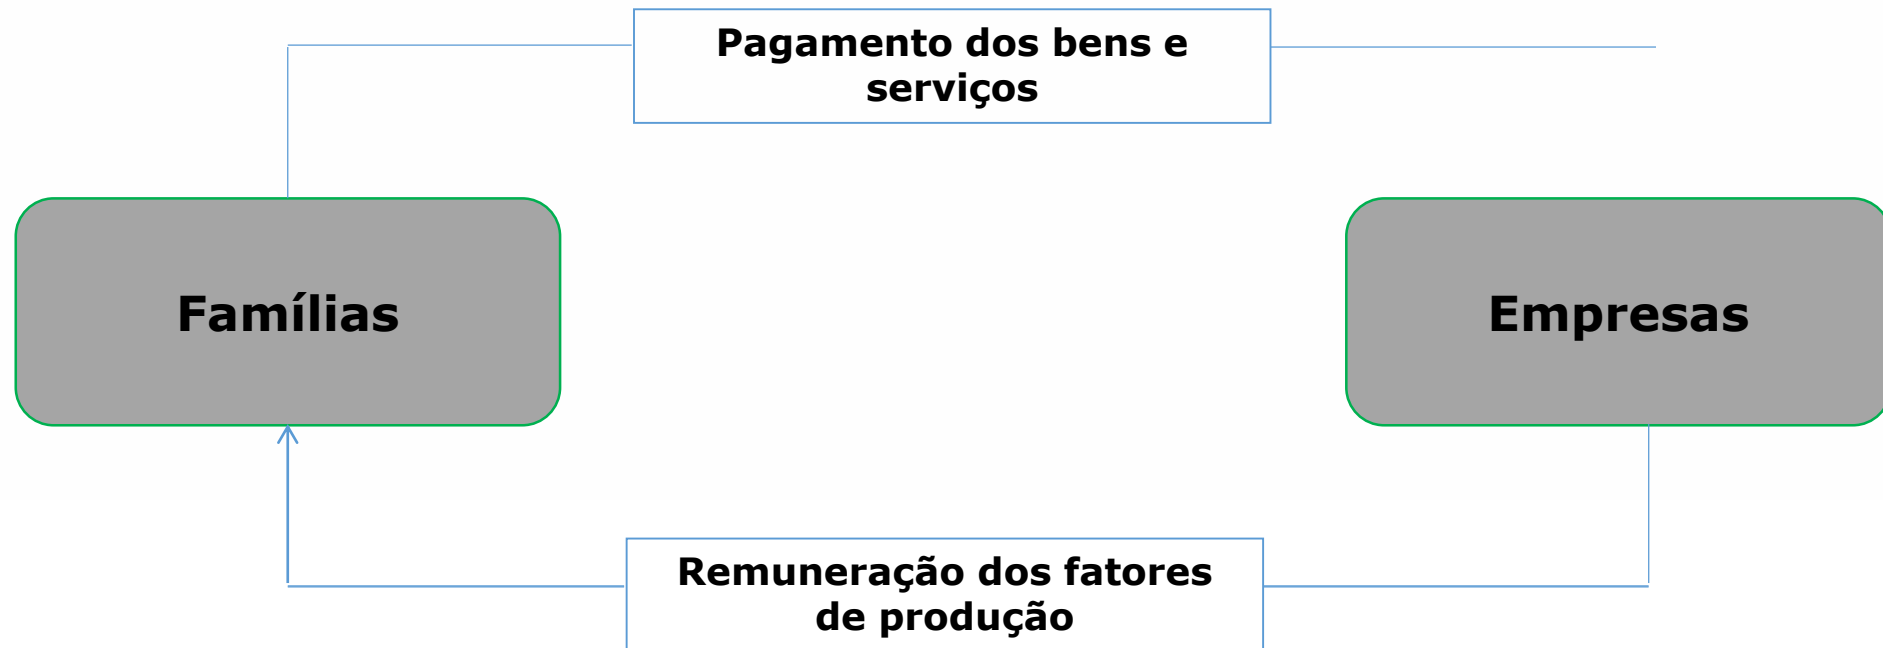 Pagamento dos bens e
serviços
Famílias
Empresas
Remuneração dos fatores
de produção